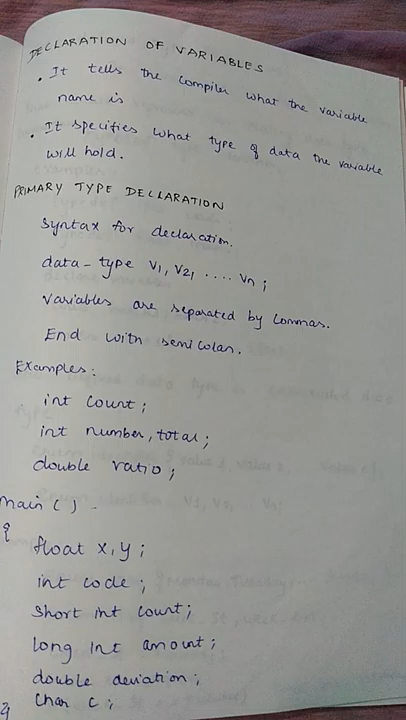 DECLARATION OF VARIABLES
• It tells the compiler what the variable
name is
• It specifies what type of data the variable
will hold.
PRIMARY TYPE DECLARATION
Syntax for declaration.
data-type V1, V2, .... Vn ;
Variables are separated by commas.
End with semi colan.
Examples:
int count ;
int number, total ;
double ratio ;
main ( )
{
float x, y ;
int code ;
short int count ;
long int amount ;
double deviation ;
char c ;
}